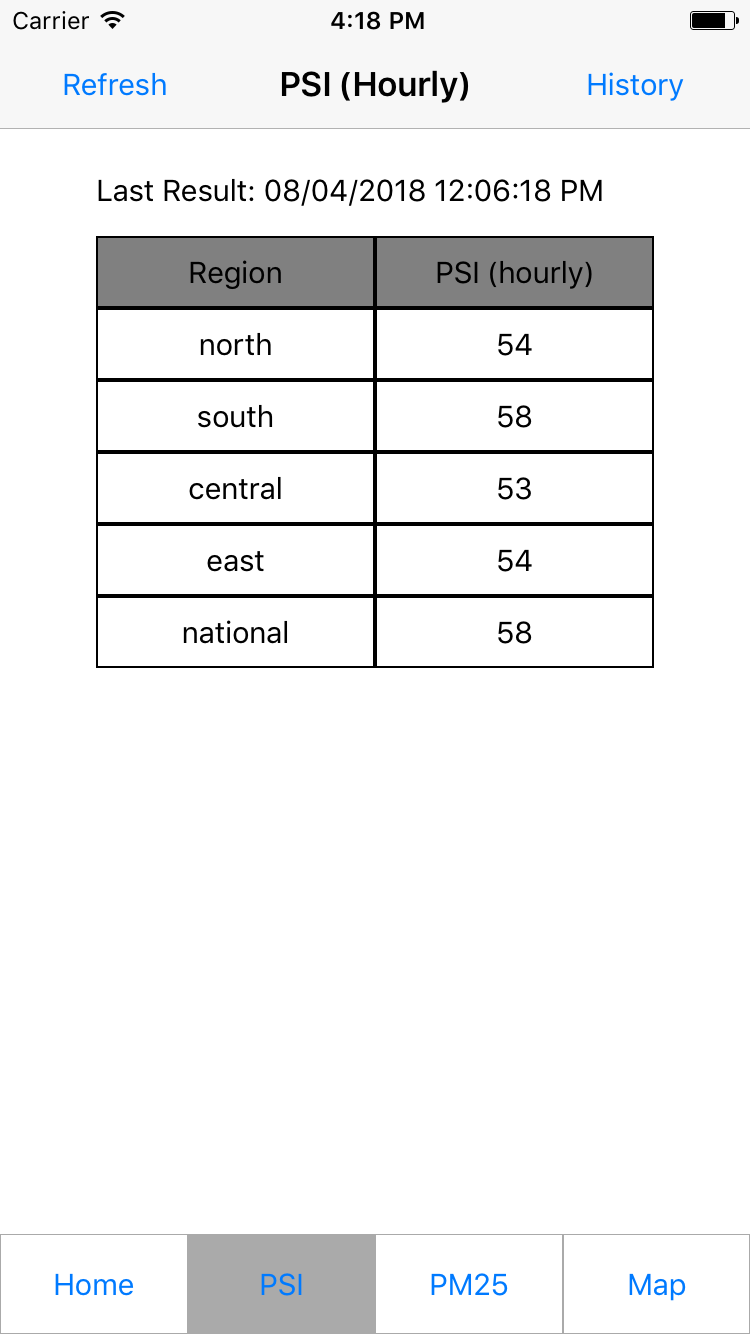 Carrier 4:18 PM
Refresh PSI (Hourly) History
Last Result: 08/04/2018 12:06:18 PM
Region PSI (hourly)
north 54
south 58
central 53
east 54
national 58
Home PSI PM25 Map